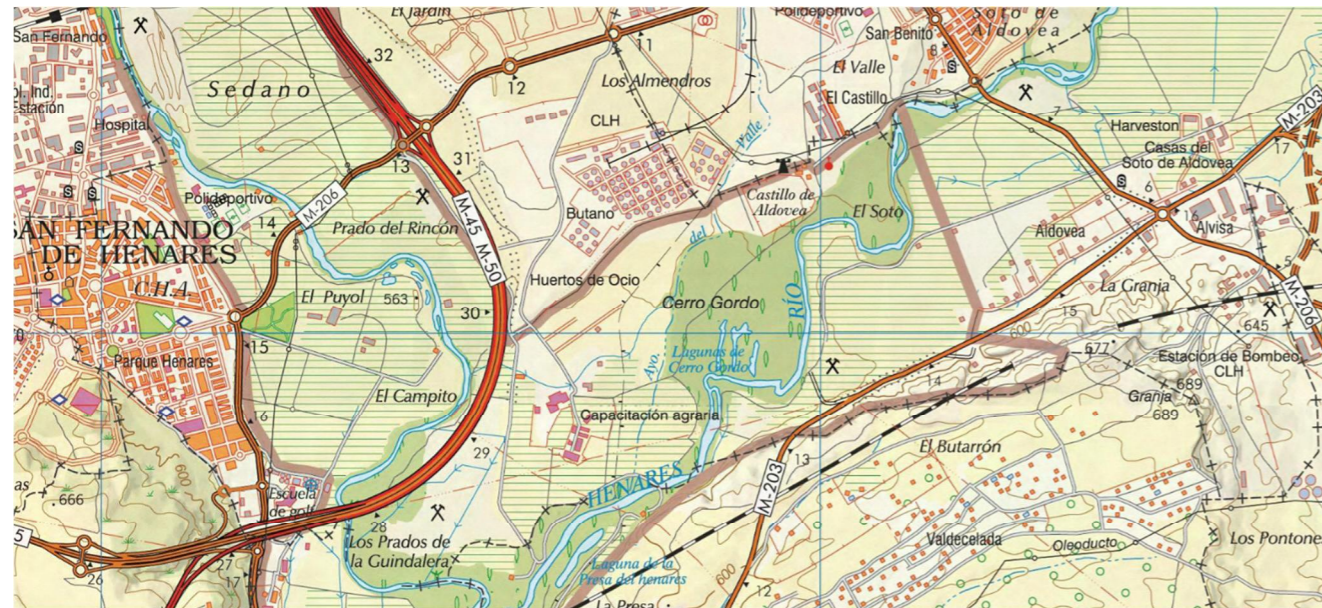 El Jardín
Polideportivo
Soto de
Aldovea
San Fernando
San Benito
8
11
32
El Valle
Los Almendros
12
Sedano
El Castillo
7
Estación
CLH
Hospital
Valle
Harveston
M-203
Casas del
Soto de Aldovea
17
13
31
6
Polideportivo
M-206
Castillo de
Aldovea
Butano
El Soto
16
14
Prado del Rincón
M-45
M-50
del
Aldovea
Alvisa
SAN FERNANDO
DE HENARES
C.H.A.
5
Huertos de Ocio
La Granja
M-206
El Puyol
563
30
Cerro Gordo
RÍO
15
600
645
15
677
Parque Henares
Lagunas de
Cerro Gordo
Ayo.
Estación de Bombeo
CLH
14
El Campito
689
Granja
689
16
Capacitación agraria
29
El Butarrón
13
M-203
HENARES
600
666
Escuela
de golf
28
Los Prados de
la Guindalera
Valdecelada
Oleoducto
Los Pontone
5
27
26
17
Laguna de la
Presa del henares
600
12
La Presa